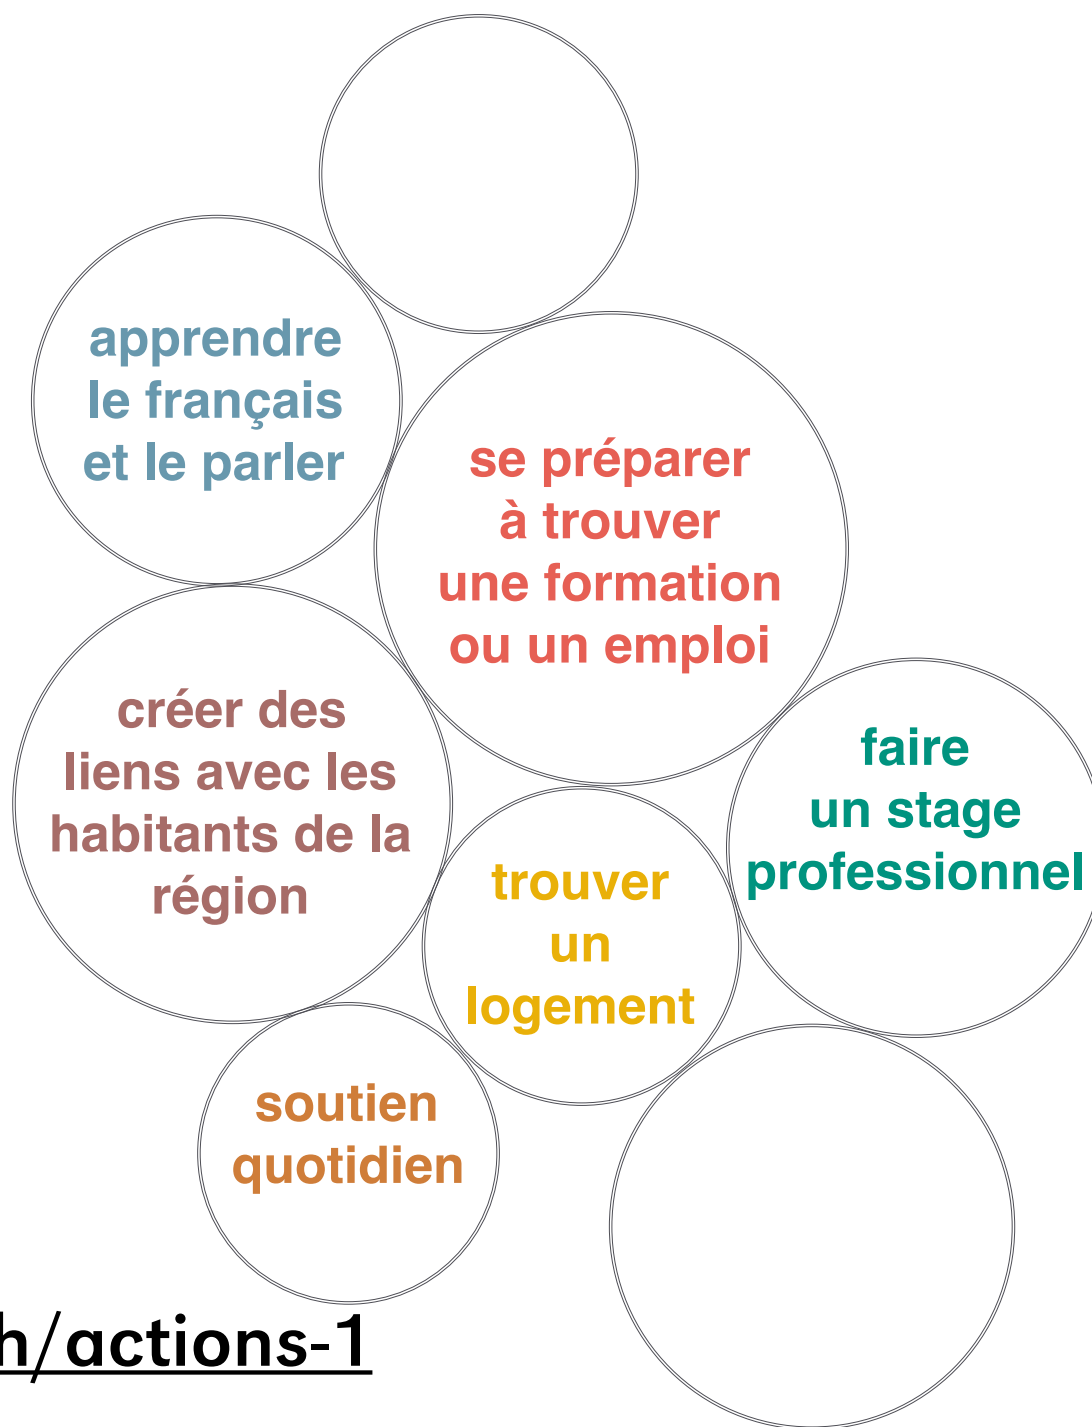 apprendre
le français
et le parler
se préparer
à trouver
une formation
ou un emploi
créer des
liens avec les
habitants de la
région
faire
un stage
professionnel
trouver
un
logement
soutien
quotidien
h/actions-1